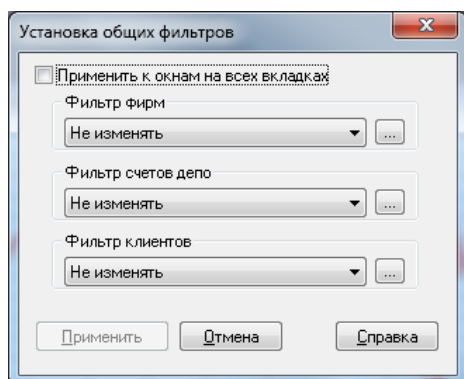 Установка общих фильтров
Применить к окнам на всех вкладках
Фильтр фирм
Не изменять
...
Фильтр счетов депо
Не изменять
...
Фильтр клиентов
Не изменять
...
Применить Отмена Справка